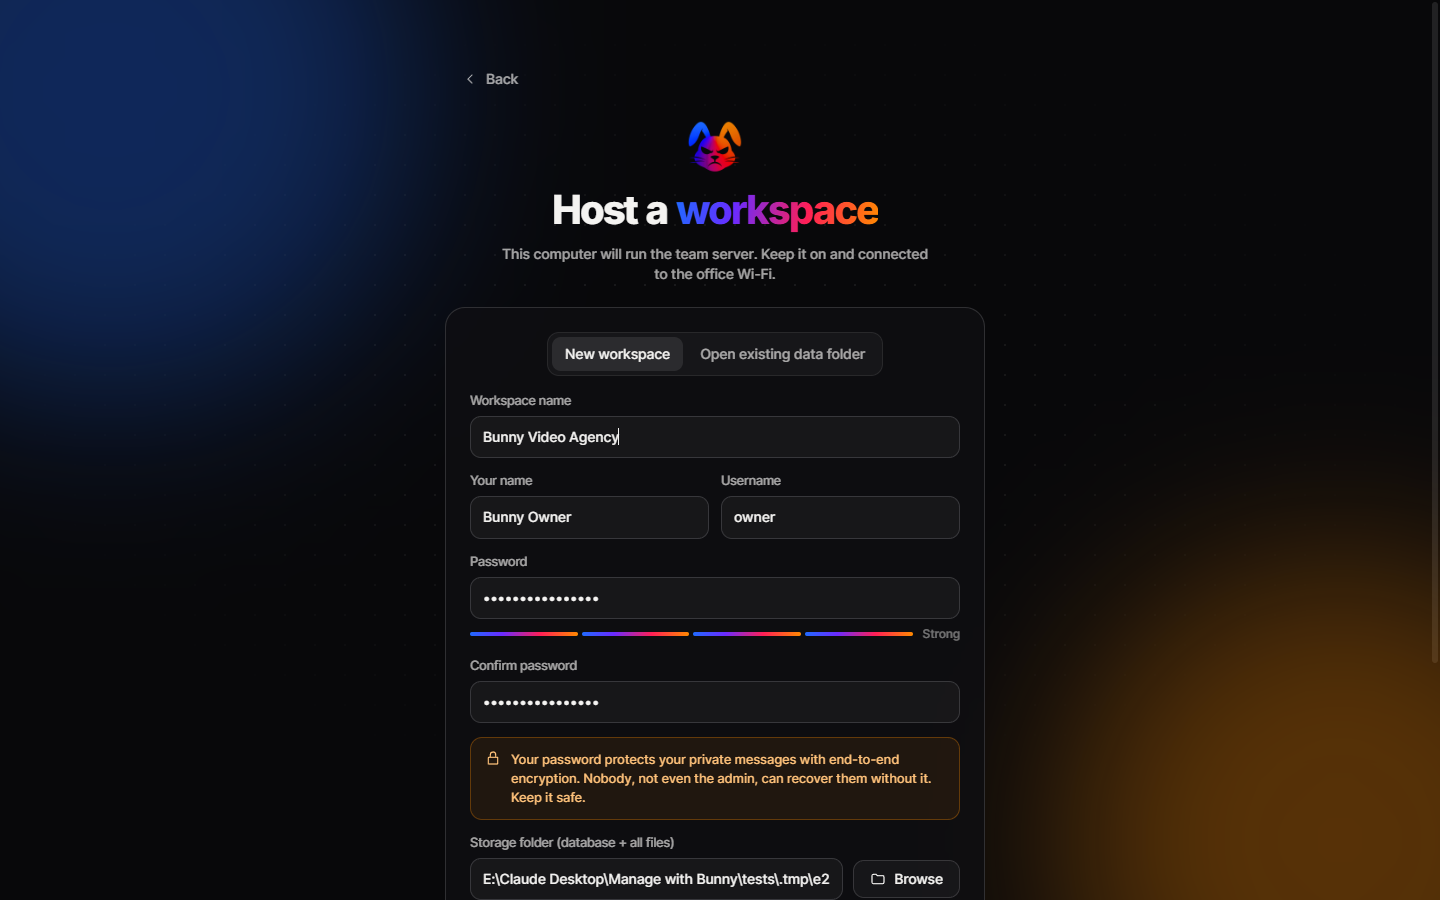 Back
Host a workspace
This computer will run the team server. Keep it on and connected
to the office Wi-Fi.
New workspace
Open existing data folder
Workspace name
Bunny Video Agency
Your name
Username
Bunny Owner
owner
Password
••••••••••••••••
Strong
Confirm password
••••••••••••••••
Your password protects your private messages with end-to-end
encryption. Nobody, not even the admin, can recover them without it.
Keep it safe.
Storage folder (database + all files)
E:\Claude Desktop\Manage with Bunny\tests\.tmp\e2
Browse